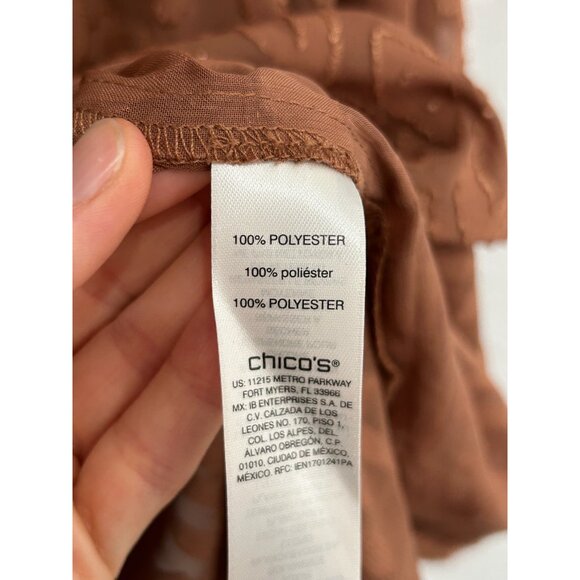 100% POLYESTER
100% poliéster
100% POLYESTER
chico's®
US: 11215 METRO PARKWAY
FORT MYERS, FL 33966
MX: IB ENTERPRISES S.A. DE
C.V. CALZADA DE LOS
LEONES NO. 170, PISO 1,
COL. LOS ALPES, DEL.
ÁLVARO OBREGÓN, C.P.
01010, CIUDAD DE MÉXICO,
MÉXICO. RFC: IEN1701241PA